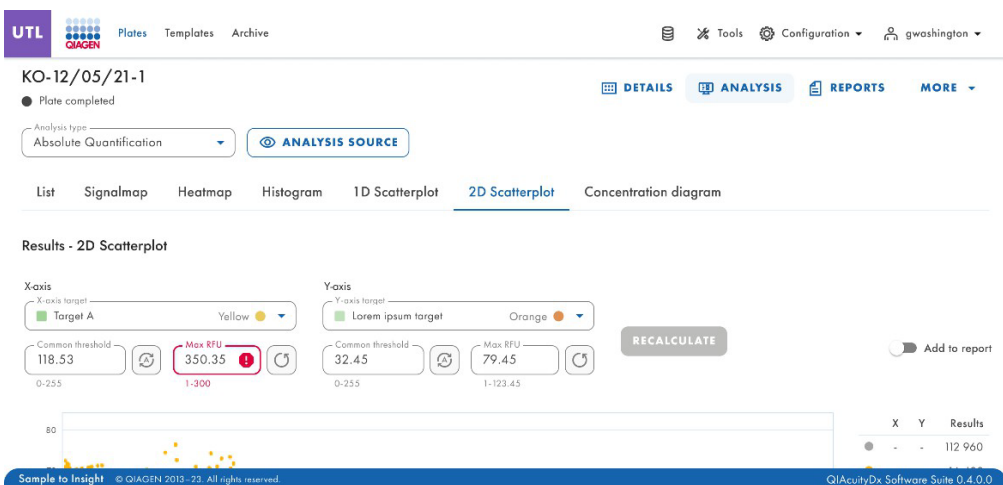 UTL QIAGEN Plates Templates Archive Tools Configuration gwashington
KO-12/05/21-1
Plate completed
DETAILS ANALYSIS REPORTS MORE
Analysis type
Absolute Quantification
ANALYSIS SOURCE
List Signalmap Heatmap Histogram 1D Scatterplot 2D Scatterplot Concentration diagram
Results - 2D Scatterplot
X-axis Y-axis
X-axis target Y-axis target
Target A Yellow Lorem ipsum target Orange
Common threshold Max RFU Common threshold Max RFU
118.53 A 350.35 ! 32.45 A 79.45
RECALCULATE
Add to report
0-255 1-300 0-255 1-123.45
X Y Results
80
- - 112 960
Sample to Insight © QIAGEN 2013-23. All rights reserved. QIAcuityDx Software Suite 0.4.0.0